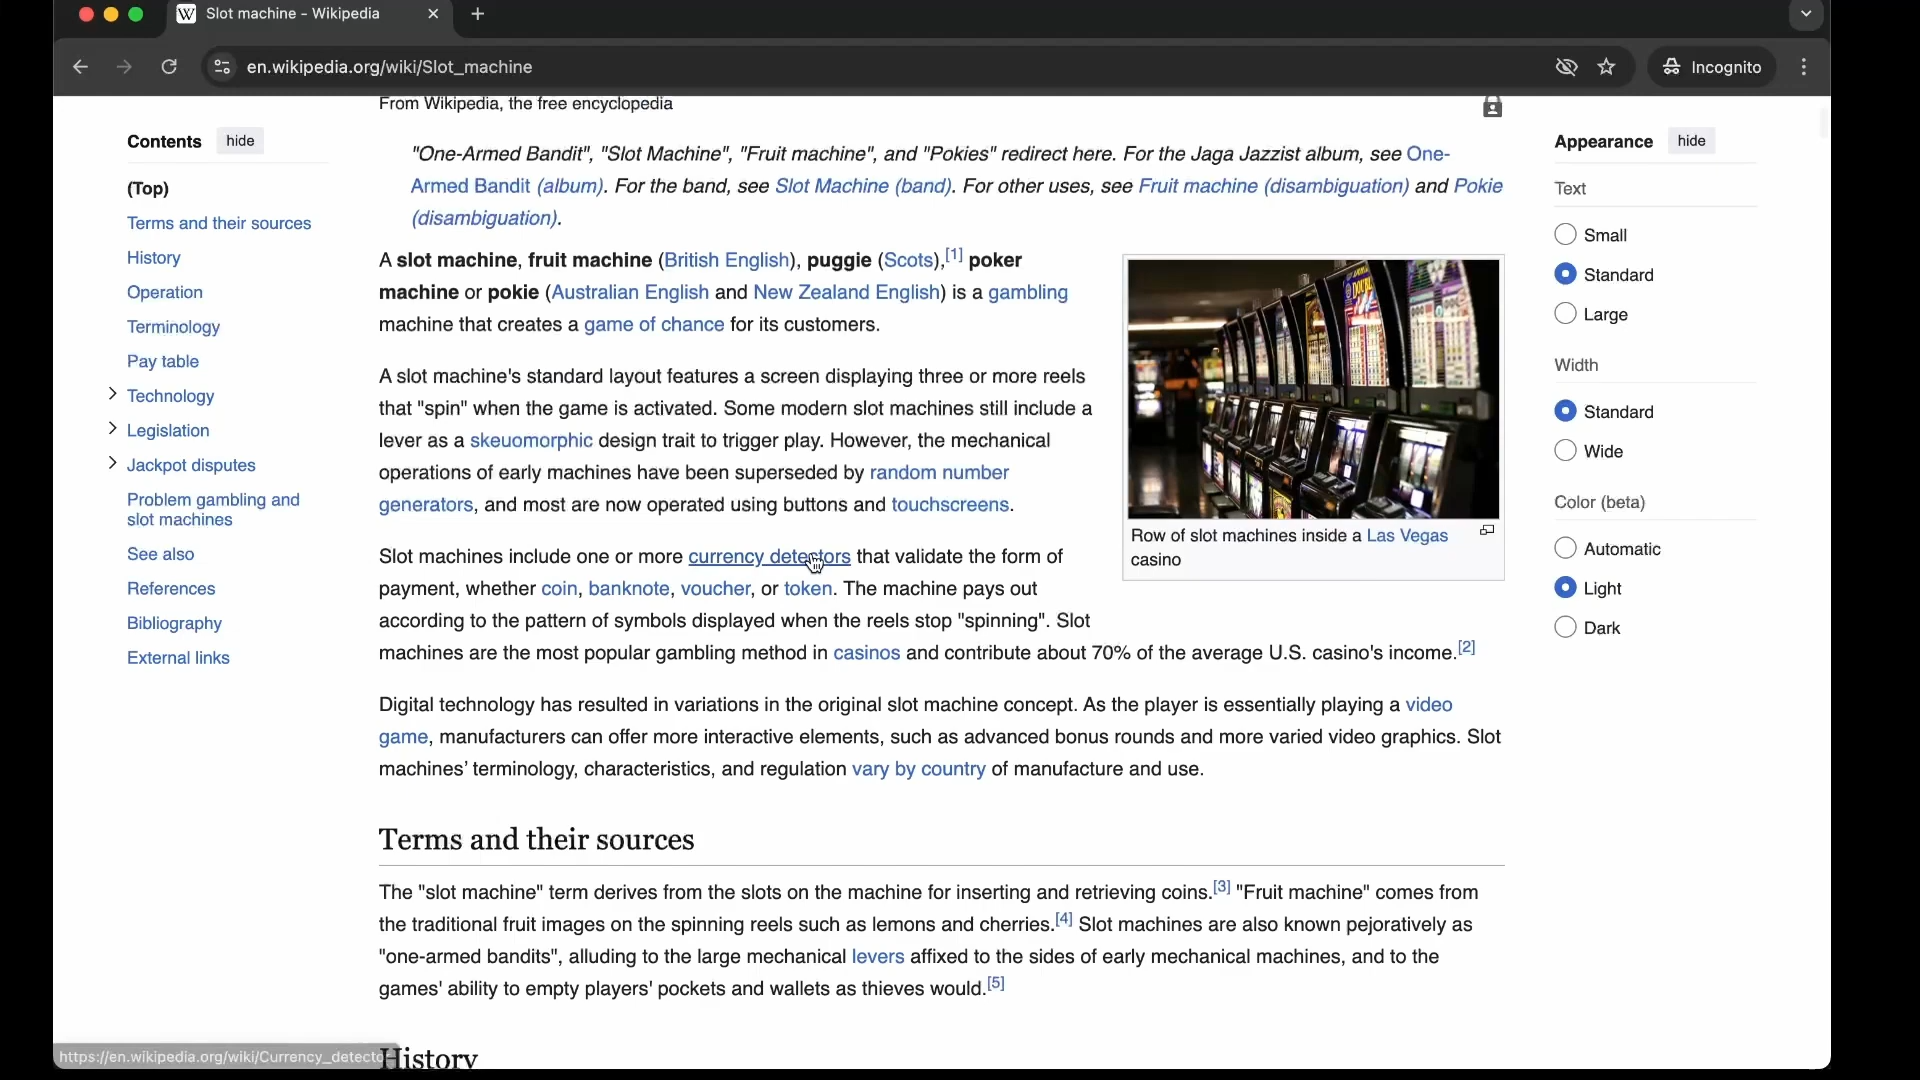 Slot machine - Wikipedia
en.wikipedia.org/wiki/Slot_machine
Incognito
From Wikipedia, the free encyclopedia
Contents hide
(Top)
Terms and their sources
History
Operation
Terminology
Pay table
Technology
Legislation
Jackpot disputes
Problem gambling and
slot machines
See also
References
Bibliography
External links
"One-Armed Bandit", "Slot Machine", "Fruit machine", and "Pokies" redirect here. For the Jaga Jazzist album, see One-
Armed Bandit (album). For the band, see Slot Machine (band). For other uses, see Fruit machine (disambiguation) and Pokie
(disambiguation).
A slot machine, fruit machine (British English), puggie (Scots),[1] poker
machine or pokie (Australian English and New Zealand English) is a gambling
machine that creates a game of chance for its customers.
A slot machine's standard layout features a screen displaying three or more reels
that "spin" when the game is activated. Some modern slot machines still include a
lever as a skeuomorphic design trait to trigger play. However, the mechanical
operations of early machines have been superseded by random number
generators, and most are now operated using buttons and touchscreens.
Row of slot machines inside a Las Vegas
casino
Slot machines include one or more currency detectors that validate the form of
payment, whether coin, banknote, voucher, or token. The machine pays out
according to the pattern of symbols displayed when the reels stop "spinning". Slot
machines are the most popular gambling method in casinos and contribute about 70% of the average U.S. casino's income.[2]
Digital technology has resulted in variations in the original slot machine concept. As the player is essentially playing a video
game, manufacturers can offer more interactive elements, such as advanced bonus rounds and more varied video graphics. Slot
machines’ terminology, characteristics, and regulation vary by country of manufacture and use.
Terms and their sources
The "slot machine" term derives from the slots on the machine for inserting and retrieving coins.[3] "Fruit machine" comes from
the traditional fruit images on the spinning reels such as lemons and cherries.[4] Slot machines are also known pejoratively as
"one-armed bandits", alluding to the large mechanical levers affixed to the sides of early mechanical machines, and to the
games' ability to empty players' pockets and wallets as thieves would.[5]
History
Appearance hide
Text
Small
Standard
Large
Width
Standard
Wide
Color (beta)
Automatic
Light
Dark
https://en.wikipedia.org/wiki/Currency_detecto